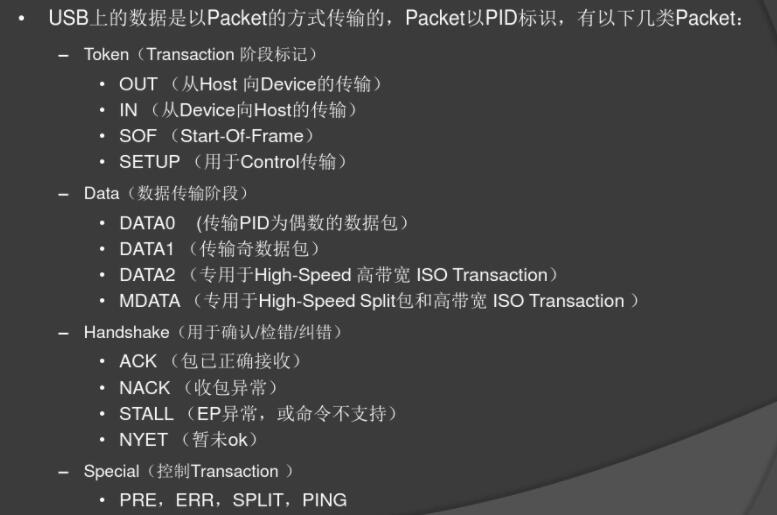 • USB上的数据是以Packet的方式传输的，Packet以PID标识，有以下几类Packet：
– Token（Transaction 阶段标记）
• OUT （从Host 向Device的传输）
• IN （从Device向Host的传输）
• SOF （Start-Of-Frame）
• SETUP （用于Control传输）
– Data（数据传输阶段）
• DATA0 （传输PID为偶数的数据包）
• DATA1 （传输奇数据包）
• DATA2 （专用于High-Speed 高带宽 ISO Transaction）
• MDATA （专用于High-Speed Split包和高带宽 ISO Transaction ）
– Handshake（用于确认/检错/纠错）
• ACK （包已正确接收）
• NACK （收包异常）
• STALL （EP异常，或命令不支持）
• NYET （暂未ok）
– Special（控制Transaction ）
• PRE，ERR，SPLIT，PING